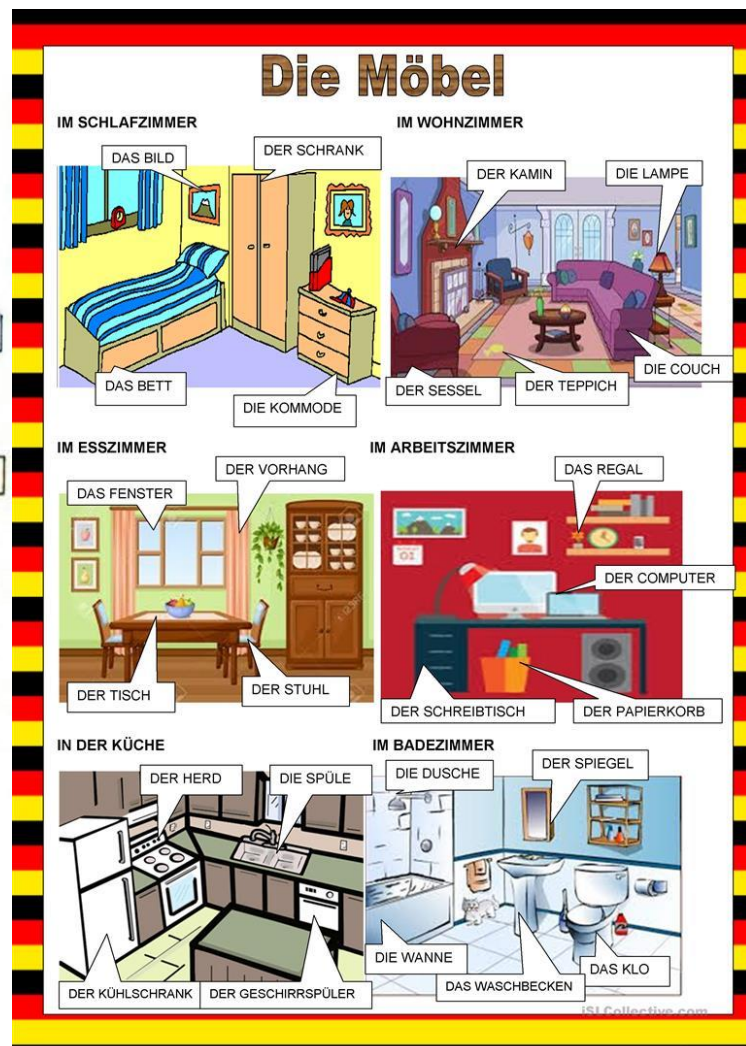 Die Möbel
IM SCHLAFZIMMER
DAS BILD
DER SCHRANK
DAS BETT
DIE KOMMODE
IM WOHNZIMMER
DER KAMIN
DIE LAMPE
DIE COUCH
DER SESSEL
DER TEPPICH
IM ESSZIMMER
DAS FENSTER
DER VORHANG
DER TISCH
DER STUHL
IM ARBEITSZIMMER
DAS REGAL
DER COMPUTER
DER SCHREIBTISCH
DER PAPIERKORB
IN DER KÜCHE
DER HERD
DIE SPÜLE
DER KÜHLSCHRANK
DER GESCHIRRSPÜLER
IM BADEZIMMER
DIE DUSCHE
DER SPIEGEL
DIE WANNE
DAS WASCHBECKEN
DAS KLO
iSLCollective.com